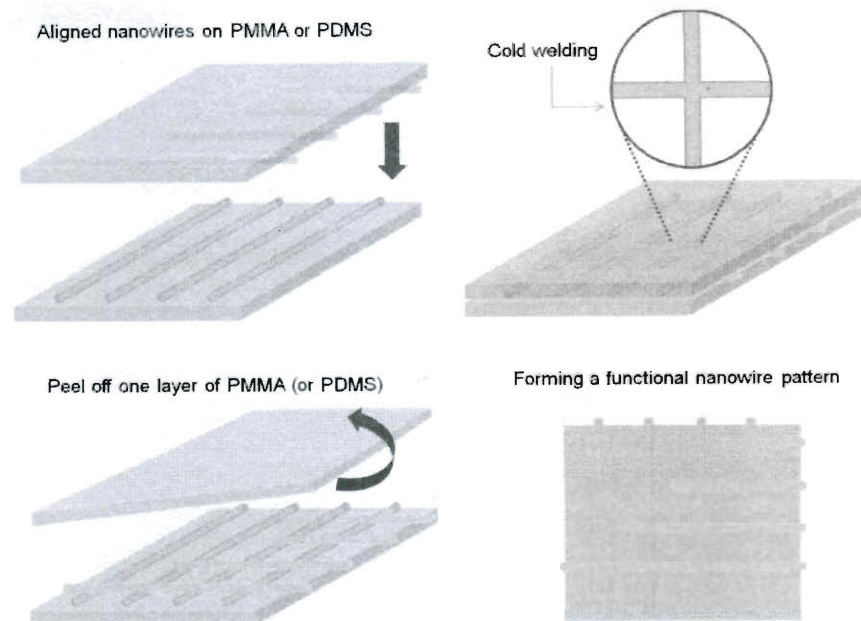 Aligned nanowires on PMMA or PDMS
Cold welding
Peel off one layer of PMMA (or PDMS)
Forming a functional nanowire pattern